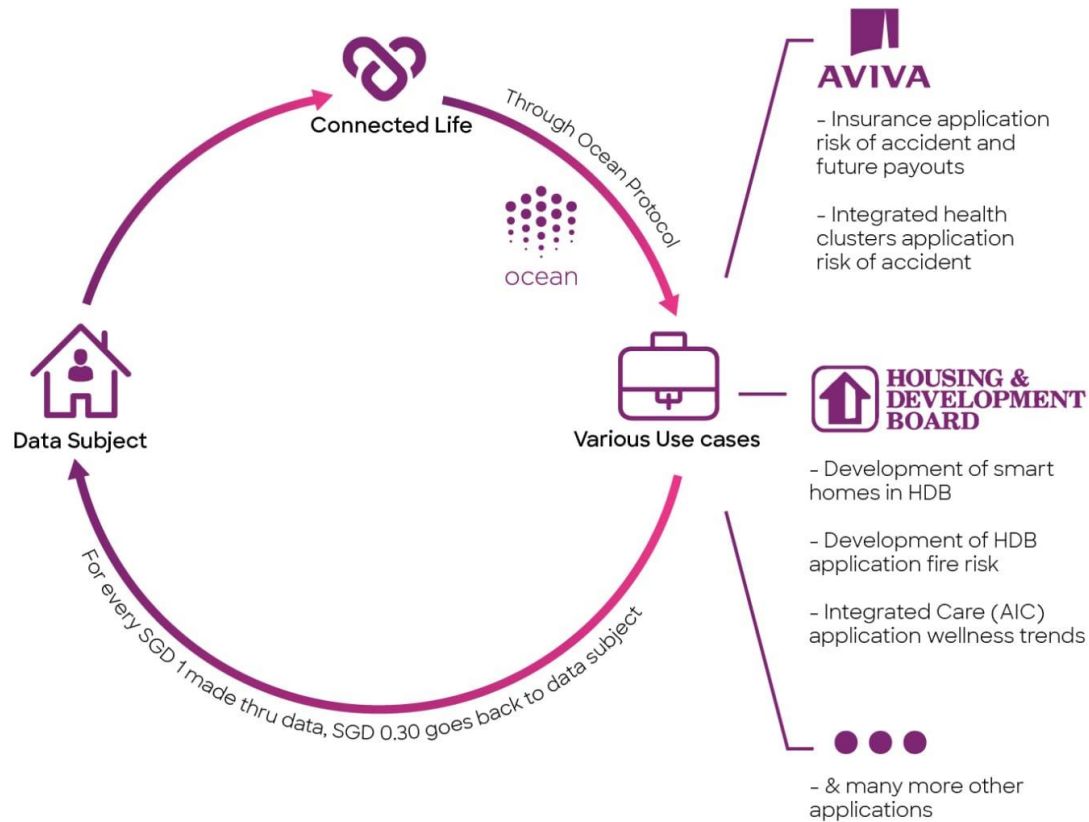 Connected Life
Through Ocean Protocol
ocean
Data Subject
Various Use cases
For every SGD 1 made thru data, SGD 0.30 goes back to data subject
AVIVA
- Insurance application
risk of accident and
future payouts
- Integrated health
clusters application
risk of accident
HOUSING &
DEVELOPMENT
BOARD
- Development of smart
homes in HDB
- Development of HDB
application fire risk
- Integrated Care (AIC)
application wellness trends
- & many more other
applications